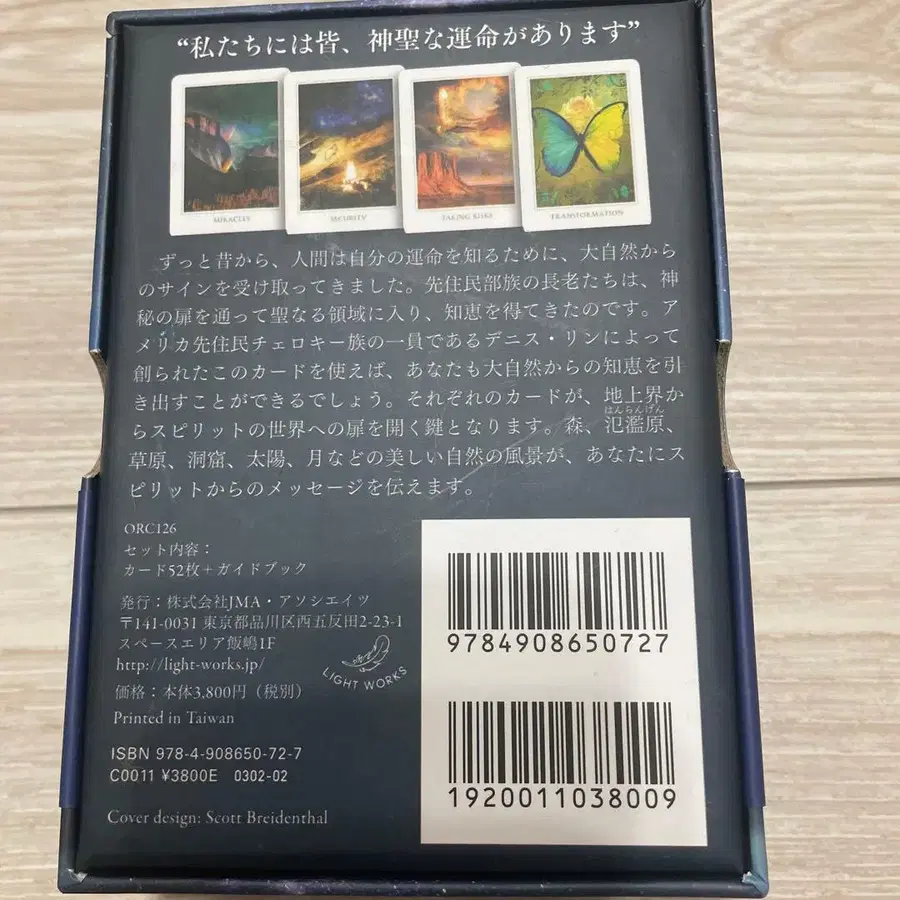 “私たちには皆、神聖な運命があります”
MIRACLES
SECURITY
TAKING RISKS
TRANSFORMATION
ずっと昔から、人間は自分の運命を知るために、大自然から
のサインを受け取ってきました。先住民部族の長老たちは、神
秘の扉を通って聖なる領域に入り、知恵を得てきたのです。ア
メリカ先住民チェロキー族の一員であるデニス・リンによって
創られたこのカードを使えば、あなたも大自然からの知恵を引
き出すことができるでしょう。それぞれのカードが、地上界か
らスピリットの世界への扉を開く鍵となります。森、氾濫原、
はんらんげん
草原、洞窟、太陽、月などの美しい自然の風景が、あなたにス
ピリットからのメッセージを伝えます。
ORC126
セット内容：
カード52枚＋ガイドブック
発行：株式会社JMA・アソシエイツ
〒141-0031 東京都品川区西五反田2-23-1
スペースエリア飯嶋1F
http://light-works.jp/
LIGHT WORKS
価格：本体3,800円（税別）
Printed in Taiwan
ISBN 978-4-908650-72-7
C0011 ¥3800E 0302-02
Cover design: Scott Breidenthal
9784908650727
1920011038009